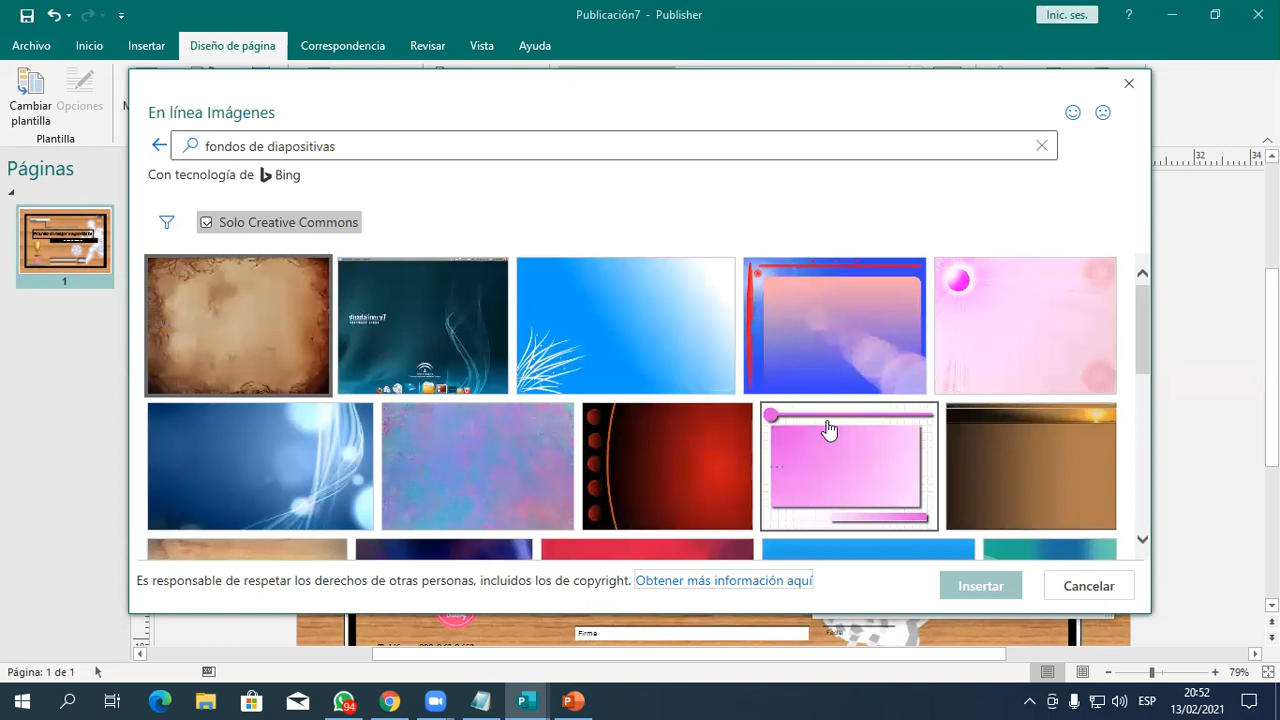 Publicación7 - Publisher
Inic. ses.
?
Archivo
Inicio
Insertar
Diseño de página
Correspondencia
Revisar
Vista
Ayuda
Cambiar plantilla
Opciones
Plantilla
Páginas
1
En línea Imágenes
fondos de diapositivas
Con tecnología de Bing
Solo Creative Commons
Es responsable de respetar los derechos de otras personas, incluidos los de copyright. Obtener más información aquí
Insertar
Cancelar
32
34
Firma
Página: 1 de 1
79%
94
ESP
20:52
13/02/2021